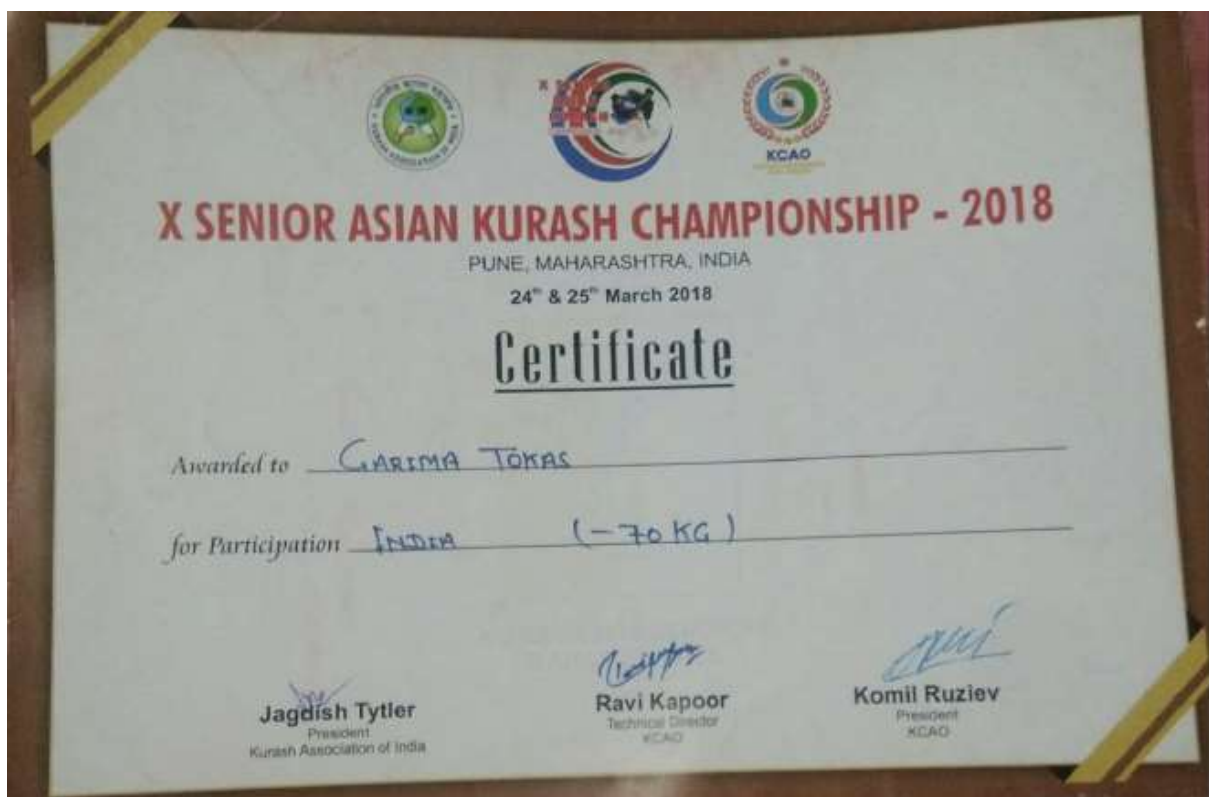 KCAO
X SENIOR ASIAN KURASH CHAMPIONSHIP - 2018
PUNE, MAHARASHTRA, INDIA
24th & 25th March 2018
Certificate
Awarded to GARIMA TOKAS
for Participation INDIA (-70 KG)
Jagdish Tytler
President
Kurash Association of India
Ravi Kapoor
Technical Director
KCAO
Komil Ruziev
President
KCAO